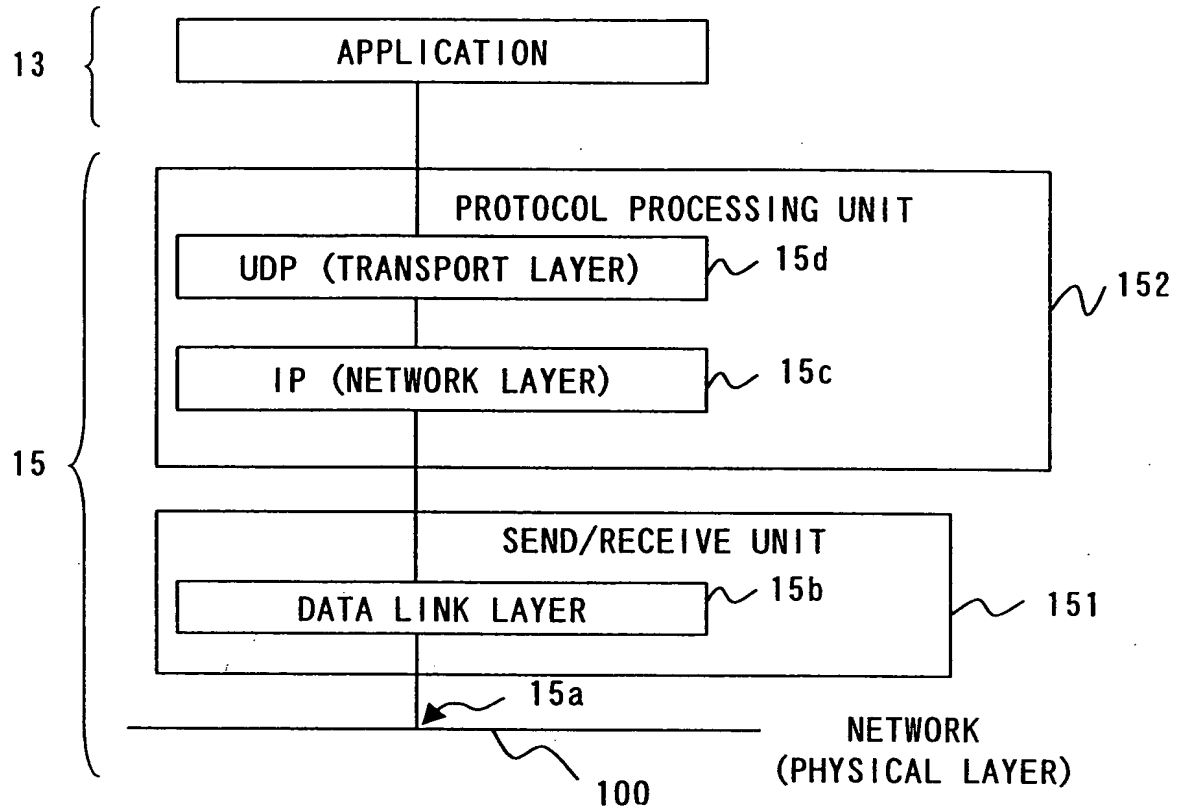 13
APPLICATION
PROTOCOL PROCESSING UNIT
UDP (TRANSPORT LAYER)
15d
152
IP (NETWORK LAYER)
15c
15
SEND/RECEIVE UNIT
DATA LINK LAYER
15b
151
15a
NETWORK
(PHYSICAL LAYER)
100